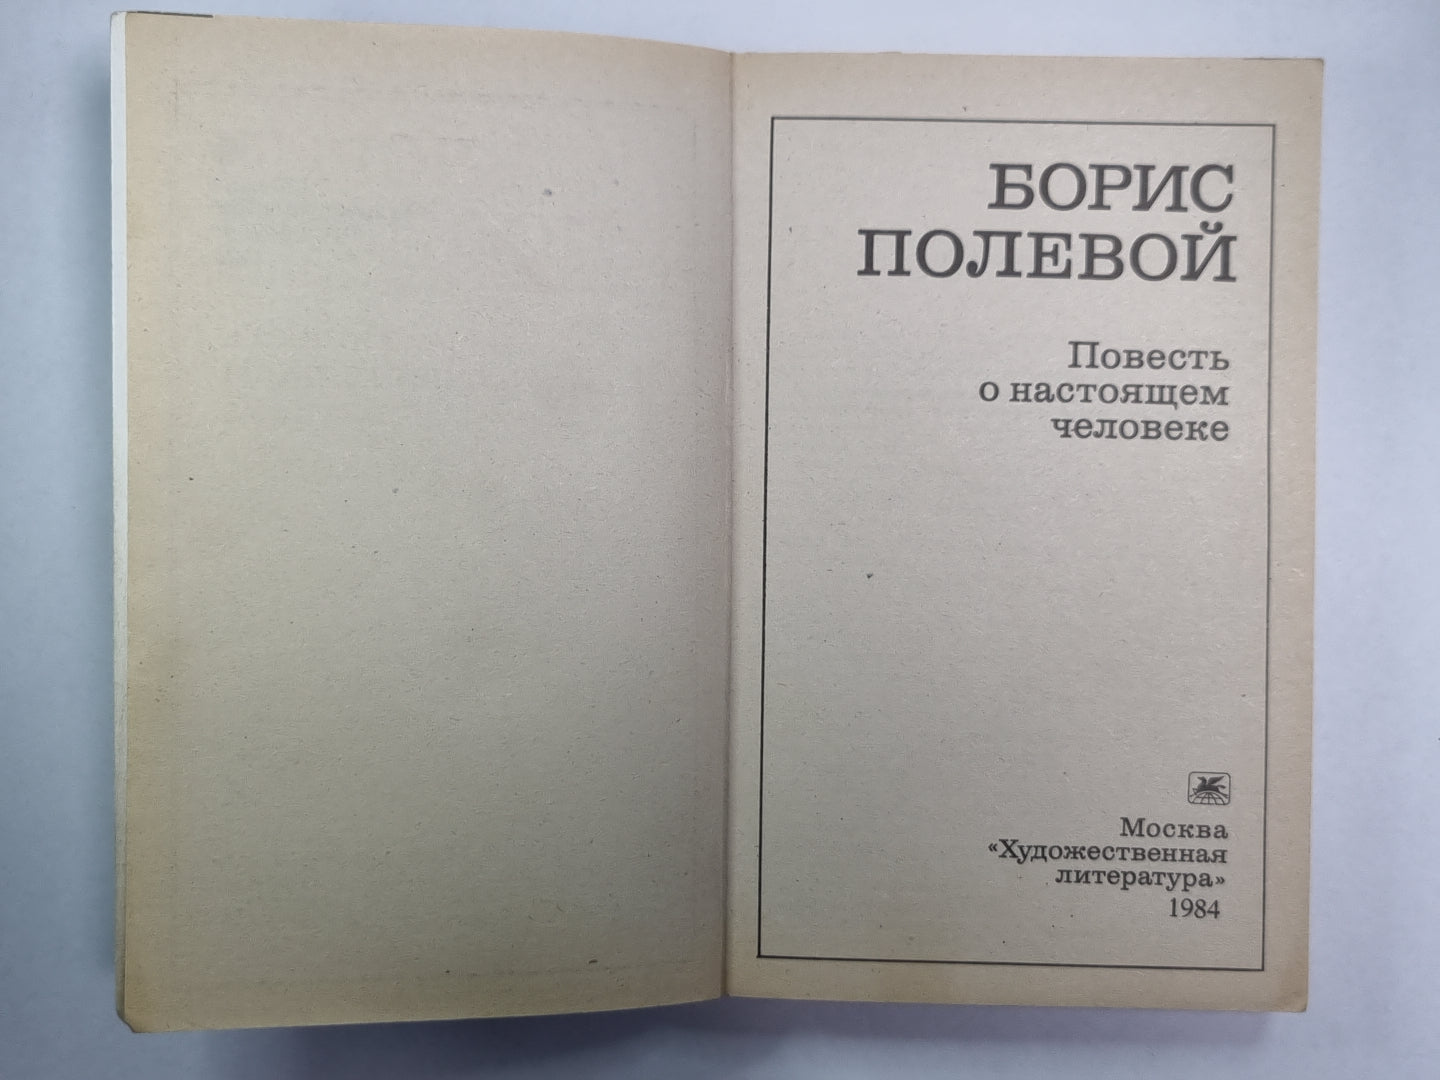 БОРИС
ПОЛЕВОЙ
Повесть
о настоящем
человеке
Москва
«Художественная
литература»
1984